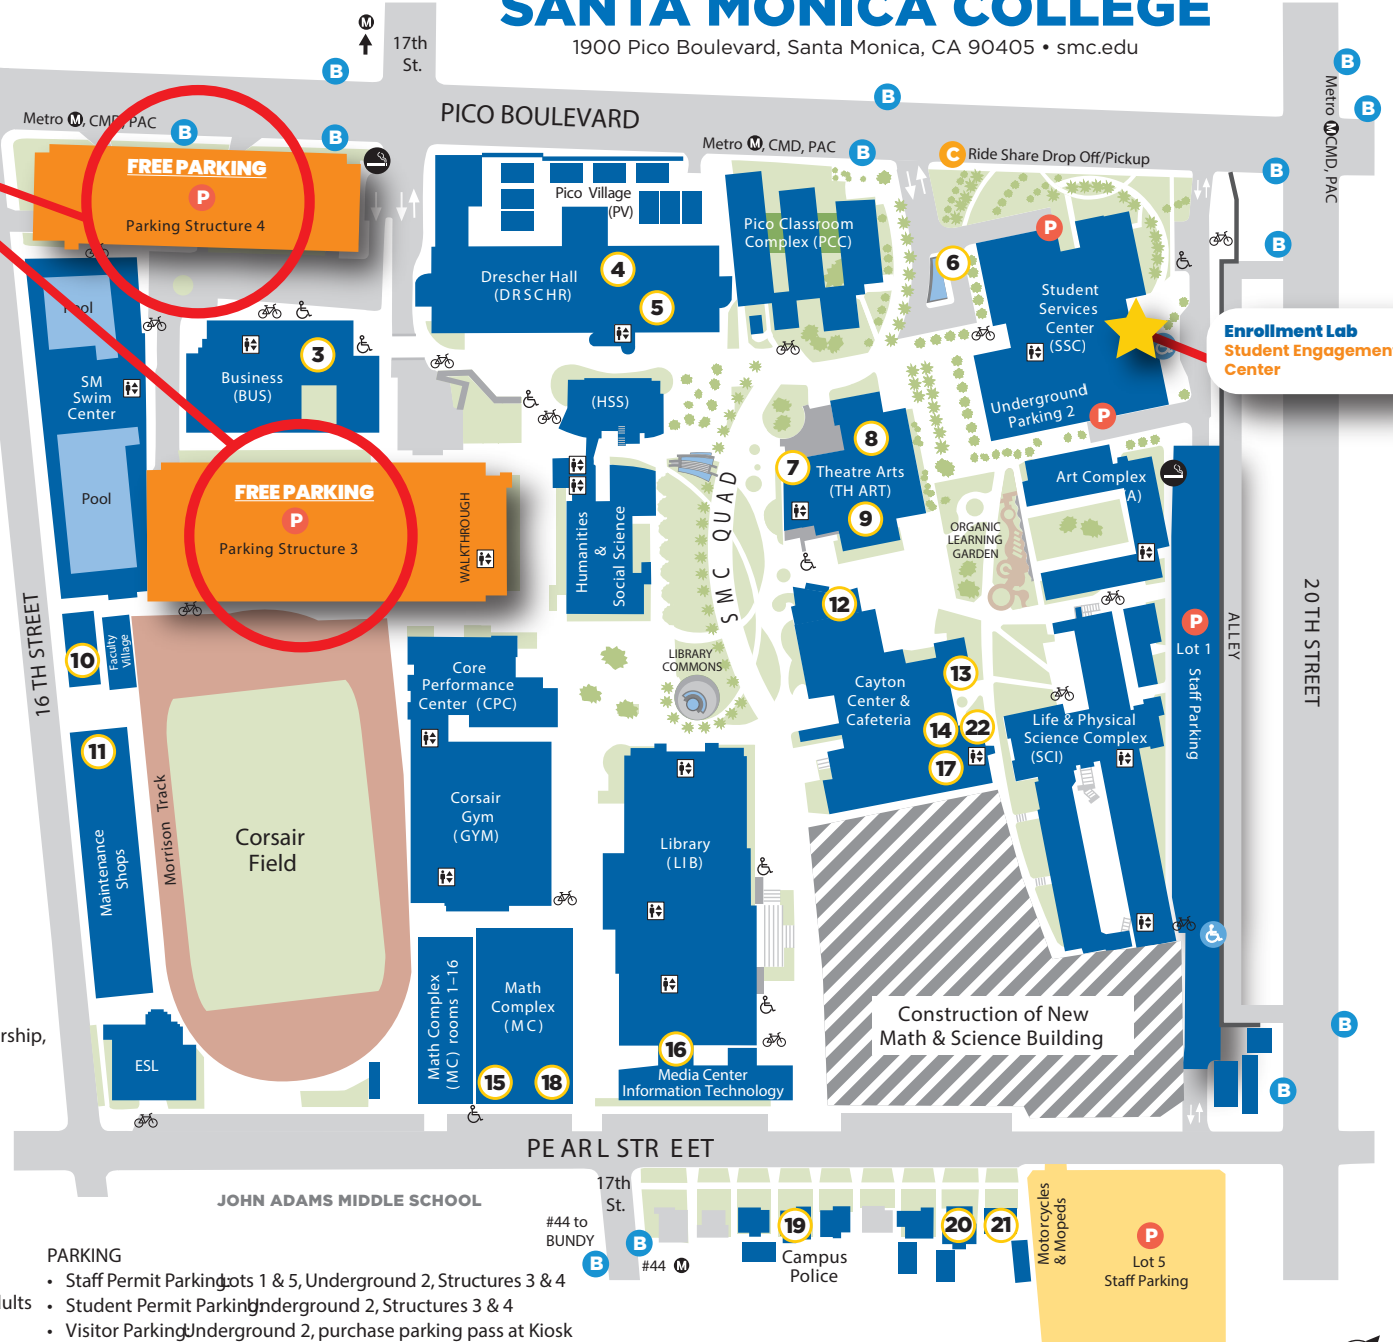 SANTA MONICA COLLEGE
1900 Pico Boulevard, Santa Monica, CA 90405 • smc.edu
M
17th
St.
B
B
B
PICO BOULEVARD
Metro M, CMD, PAC
B
B
Metro M, CMD, PAC
B
C Ride Share Drop Off/Pickup
B
Metro M CMD, PAC
B
FREE PARKING
P
Parking Structure 4
Pico Village
(PV)
Pico Classroom
Complex (PCC)
Drescher Hall
(DRSCHR)
4
5
6
P
B
Student
Services
Center
(SSC)
Enrollment Lab
Student Engagement
Center
Underground
Parking 2
P
Pool
SM
Swim
Center
Pool
3
Business
(BUS)
(HSS)
FREE PARKING
P
Parking Structure 3
WALKTHROUGH
Humanities
&
Social Science
SMC QUAD
7
8
Theatre Arts
(TH ART)
9
Art Complex
A)
ORGANIC
LEARNING
GARDEN
16 TH STREET
10
Faculty
Village
11
Maintenance
Shops
Morrison Track
Corsair
Field
Core
Performance
Center (CPC)
LIBRARY
COMMONS
12
Cayton
Center &
Cafeteria
13
14
22
17
Life & Physical
Science Complex
(SCI)
P
Lot 1
Staff Parking
ALLEY
20TH STREET
Corsair
Gym
(GYM)
Library
(LIB)
Math Complex
(MC) rooms 1–16
Math
Complex
(MC)
15
18
16
Media Center
Information Technology
Construction of New
Math & Science Building
B
B
rship,
ESL
PEARL STREET
JOHN ADAMS MIDDLE SCHOOL
17th
St.
#44 to
BUNDY
B
B
#44 M
19
Campus
Police
20
21
Motorcycles
& Mopeds
P
Lot 5
Staff Parking
PARKING
• Staff Permit Parking: Lots 1 & 5, Underground 2, Structures 3 & 4
dults
• Student Permit Parking: Underground 2, Structures 3 & 4
• Visitor Parking: Underground 2, purchase parking pass at Kiosk